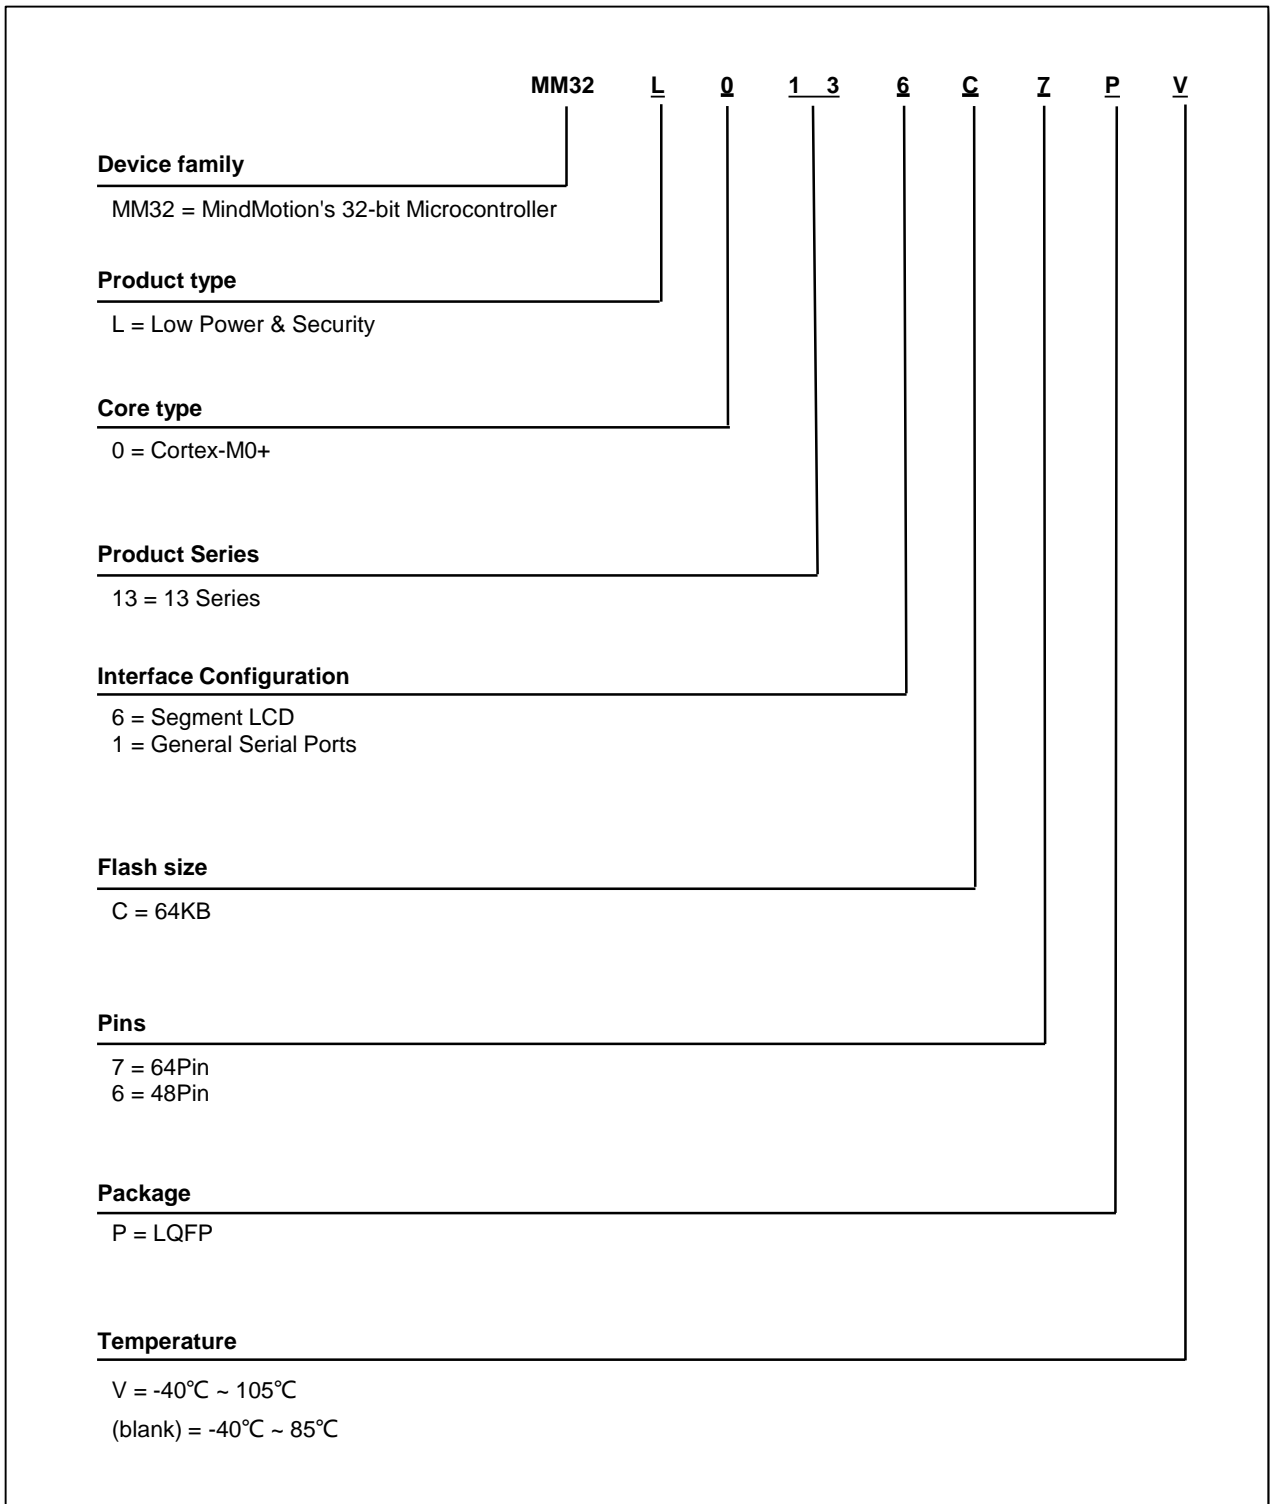 MM32 L 0 1 3 6 C 7 P V
Device family
MM32 = MindMotion's 32-bit Microcontroller
Product type
L = Low Power & Security
Core type
0 = Cortex-M0+
Product Series
13 = 13 Series
Interface Configuration
6 = Segment LCD
1 = General Serial Ports
Flash size
C = 64KB
Pins
7 = 64Pin
6 = 48Pin
Package
P = LQFP
Temperature
V = -40℃ ~ 105℃
(blank) = -40℃ ~ 85℃